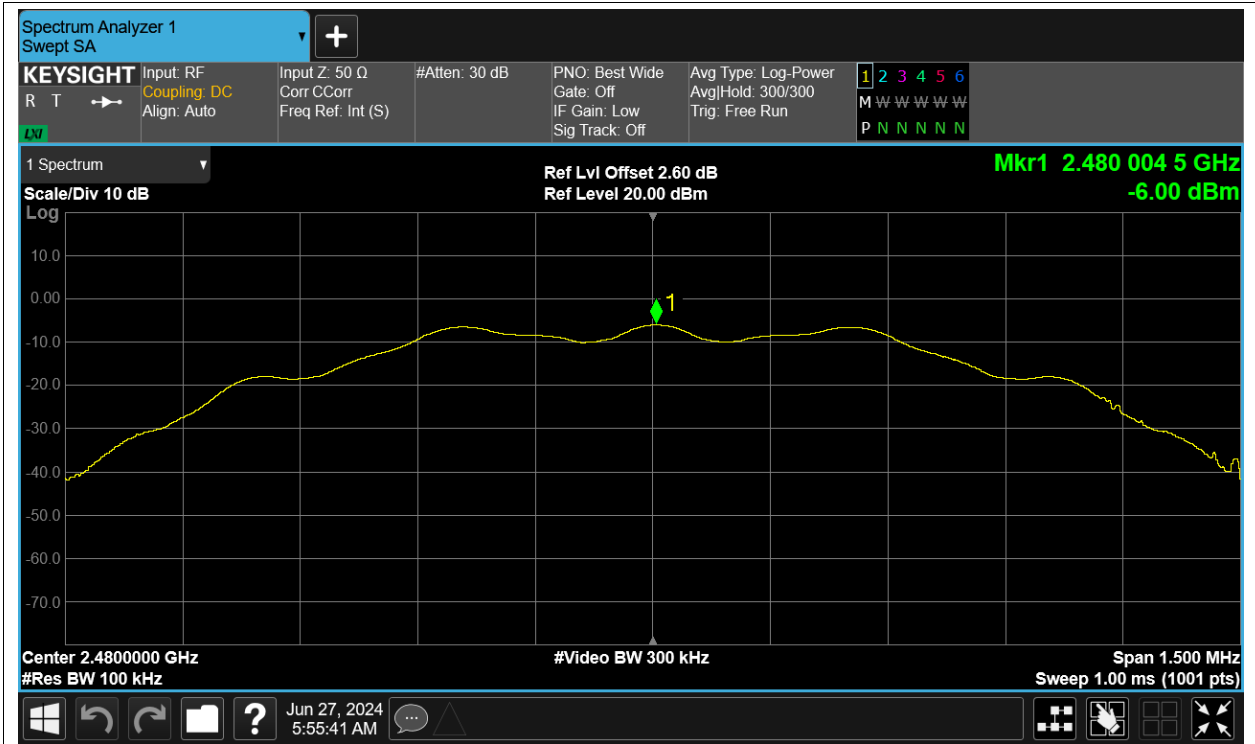 Spectrum Analyzer 1
Swept SA
+
KEYSIGHT
R T
LXI
Input: RF
Coupling: DC
Align: Auto
Input Z: 50 Ω
Corr CCorr
Freq Ref: Int (S)
#Atten: 30 dB
PNO: Best Wide
Gate: Off
IF Gain: Low
Sig Track: Off
Avg Type: Log-Power
Avg|Hold: 300/300
Trig: Free Run
1 2 3 4 5 6
M W W W W W
P N N N N N
1 Spectrum
Scale/Div 10 dB
Log
Ref Lvl Offset 2.60 dB
Ref Level 20.00 dBm
Mkr1 2.480 004 5 GHz
-6.00 dBm
10.0
0.00
1
-10.0
-20.0
-30.0
-40.0
-50.0
-60.0
-70.0
Center 2.4800000 GHz
#Video BW 300 kHz
Span 1.500 MHz
#Res BW 100 kHz
Sweep 1.00 ms (1001 pts)
?
Jun 27, 2024
5:55:41 AM